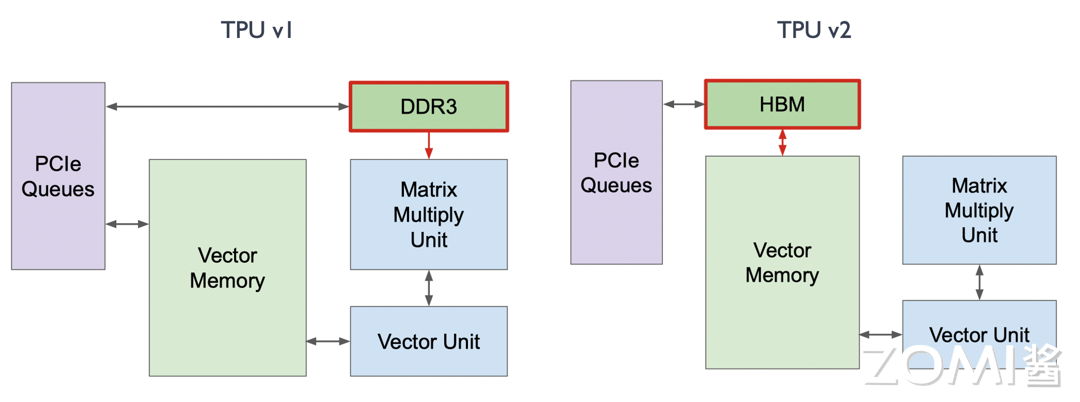 TPU v1
TPU v2
PCIe
Queues
DDR3
Vector
Memory
Matrix
Multiply
Unit
Vector Unit
PCIe
Queues
HBM
Vector
Memory
Matrix
Multiply
Unit
Vector Unit
ZOMI酱